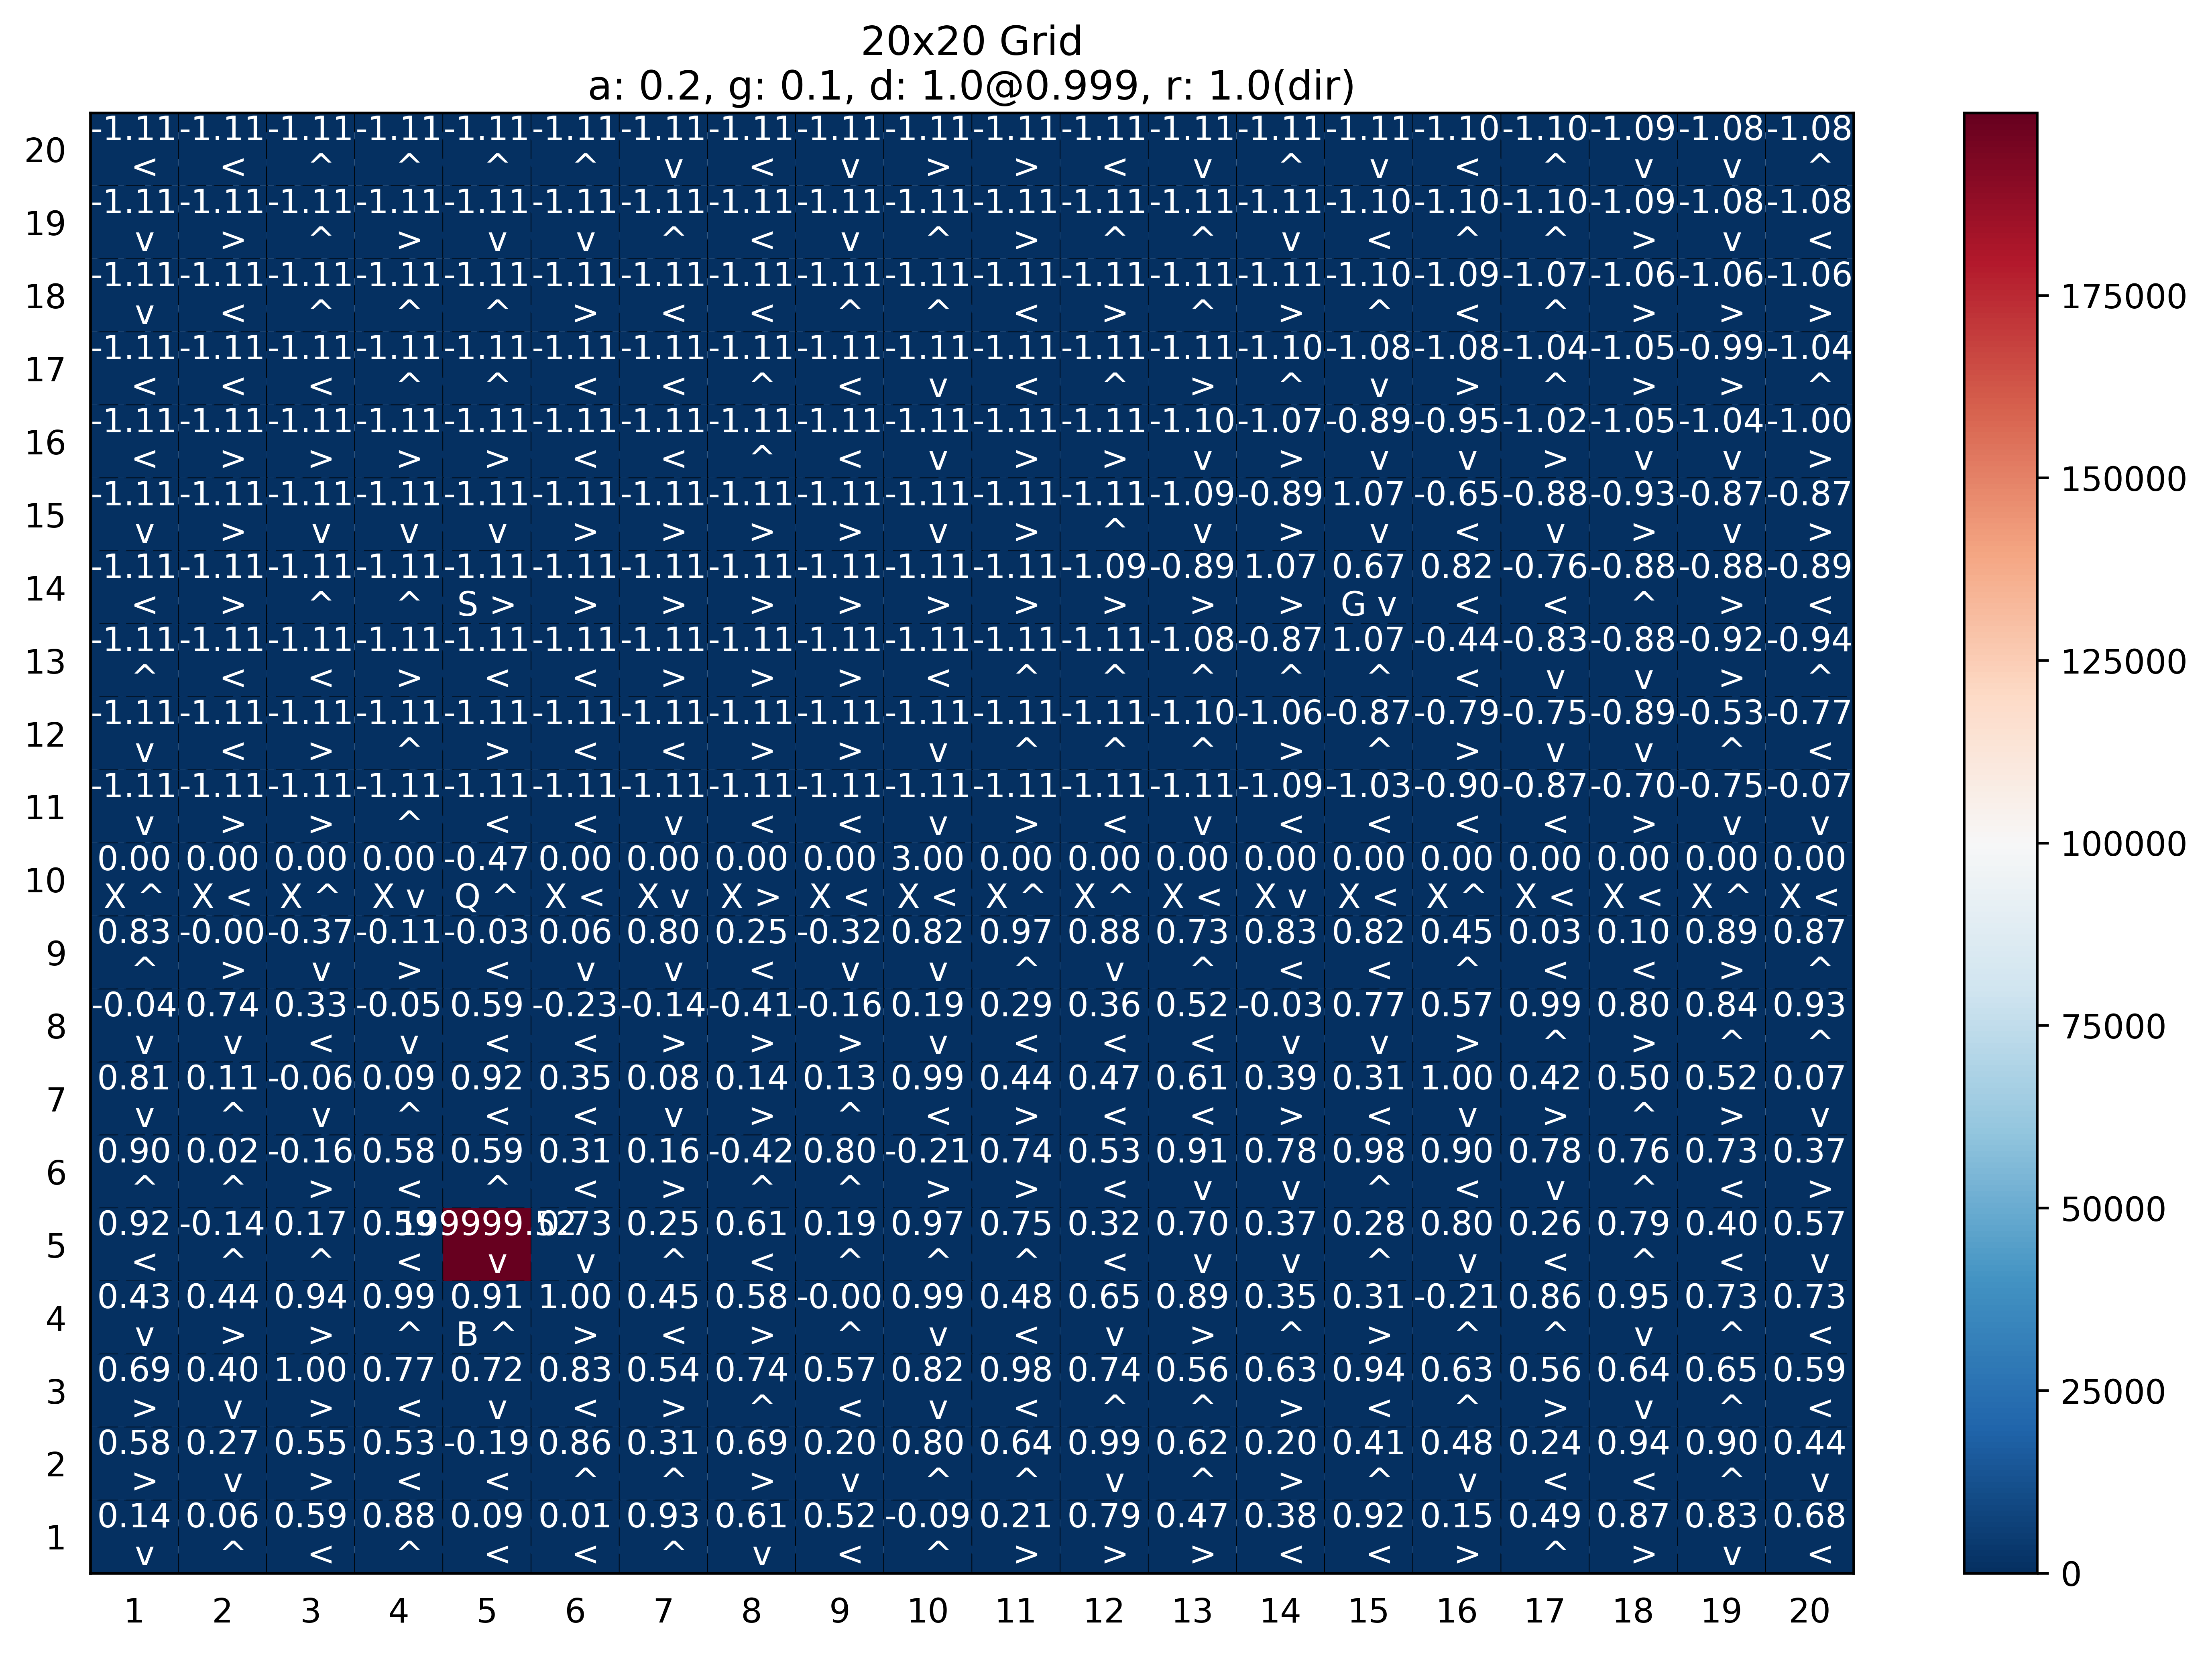 20x20 Grid
a: 0.2, g: 0.1, d: 1.0@0.999, r: 1.0(dir)
20 -1.11 -1.11 -1.11 -1.11 -1.11 -1.11 -1.11 -1.11 -1.11 -1.11 -1.11 -1.11 -1.11 -1.11 -1.11 -1.10 -1.10 -1.09 -1.08 -1.08
< < ^ ^ ^ ^ v < v > > < v ^ v < ^ v v ^
19 -1.11 -1.11 -1.11 -1.11 -1.11 -1.11 -1.11 -1.11 -1.11 -1.11 -1.11 -1.11 -1.11 -1.11 -1.10 -1.10 -1.10 -1.09 -1.08 -1.08
v > ^ > v v ^ < v ^ > ^ ^ v < ^ ^ > v <
18 -1.11 -1.11 -1.11 -1.11 -1.11 -1.11 -1.11 -1.11 -1.11 -1.11 -1.11 -1.11 -1.11 -1.11 -1.10 -1.09 -1.07 -1.06 -1.06 -1.06
v < ^ ^ ^ > < < ^ ^ < > ^ > ^ < ^ > > >
17 -1.11 -1.11 -1.11 -1.11 -1.11 -1.11 -1.11 -1.11 -1.11 -1.11 -1.11 -1.11 -1.11 -1.10 -1.08 -1.08 -1.04 -1.05 -0.99 -1.04
< < < ^ ^ < < ^ < v < ^ > ^ v > ^ > > ^
16 -1.11 -1.11 -1.11 -1.11 -1.11 -1.11 -1.11 -1.11 -1.11 -1.11 -1.11 -1.11 -1.10 -1.07 -0.89 -0.95 -1.02 -1.05 -1.04 -1.00
< > > > > < < ^ < v > > v > v v > v v >
15 -1.11 -1.11 -1.11 -1.11 -1.11 -1.11 -1.11 -1.11 -1.11 -1.11 -1.11 -1.11 -1.09 -0.89 1.07 -0.65 -0.88 -0.93 -0.87 -0.87
v > v v v > > > > v > ^ v > v < v > v >
14 -1.11 -1.11 -1.11 -1.11 -1.11 -1.11 -1.11 -1.11 -1.11 -1.11 -1.11 -1.09 -0.89 1.07 0.67 0.82 -0.76 -0.88 -0.88 -0.89
< > ^ ^ S > > > > > > > > > > G v < < ^ > <
13 -1.11 -1.11 -1.11 -1.11 -1.11 -1.11 -1.11 -1.11 -1.11 -1.11 -1.11 -1.11 -1.08 -0.87 1.07 -0.44 -0.83 -0.88 -0.92 -0.94
^ < < > < < > > > < ^ ^ ^ ^ ^ < v v > ^
12 -1.11 -1.11 -1.11 -1.11 -1.11 -1.11 -1.11 -1.11 -1.11 -1.11 -1.11 -1.11 -1.10 -1.06 -0.87 -0.79 -0.75 -0.89 -0.53 -0.77
v < > ^ > < < > > v ^ ^ ^ > ^ > v v ^ <
11 -1.11 -1.11 -1.11 -1.11 -1.11 -1.11 -1.11 -1.11 -1.11 -1.11 -1.11 -1.11 -1.11 -1.09 -1.03 -0.90 -0.87 -0.70 -0.75 -0.07
v > > ^ < < v < < v > < v < < < < > v v
10 0.00 0.00 0.00 0.00 -0.47 0.00 0.00 0.00 0.00 3.00 0.00 0.00 0.00 0.00 0.00 0.00 0.00 0.00 0.00 0.00
X ^ X < X ^ X v Q ^ X < X v X > X < X < X ^ X ^ X < X v X < X ^ X < X < X ^ X <
9 0.83 -0.00 -0.37 -0.11 -0.03 0.06 0.80 0.25 -0.32 0.82 0.97 0.88 0.73 0.83 0.82 0.45 0.03 0.10 0.89 0.87
^ > v > < v v < v v ^ v ^ < < ^ < < > ^
8 -0.04 0.74 0.33 -0.05 0.59 -0.23 -0.14 -0.41 -0.16 0.19 0.29 0.36 0.52 -0.03 0.77 0.57 0.99 0.80 0.84 0.93
v v < v < < > > > v < < < v v > ^ > ^ ^
7 0.81 0.11 -0.06 0.09 0.92 0.35 0.08 0.14 0.13 0.99 0.44 0.47 0.61 0.39 0.31 1.00 0.42 0.50 0.52 0.07
v ^ v ^ < < v > ^ < > < < > < v > ^ > v
6 0.90 0.02 -0.16 0.58 0.59 0.31 0.16 -0.42 0.80 -0.21 0.74 0.53 0.91 0.78 0.98 0.90 0.78 0.76 0.73 0.37
^ ^ > < ^ < > ^ ^ > > < v v ^ < v ^ < >
5 0.92 -0.14 0.17 0.59 199999.52 0.73 0.25 0.61 0.19 0.97 0.75 0.32 0.70 0.37 0.28 0.80 0.26 0.79 0.40 0.57
< ^ ^ < v v ^ < ^ ^ ^ < v v ^ v < ^ < v
4 0.43 0.44 0.94 0.99 0.91 1.00 0.45 0.58 -0.00 0.99 0.48 0.65 0.89 0.35 0.31 -0.21 0.86 0.95 0.73 0.73
v > > ^ B ^ > < > ^ v < v > ^ > ^ ^ v ^ <
3 0.69 0.40 1.00 0.77 0.72 0.83 0.54 0.74 0.57 0.82 0.98 0.74 0.56 0.63 0.94 0.63 0.56 0.64 0.65 0.59
> v > < v < > ^ < v < ^ ^ > < ^ > v ^ <
2 0.58 0.27 0.55 0.53 -0.19 0.86 0.31 0.69 0.20 0.80 0.64 0.99 0.62 0.20 0.41 0.48 0.24 0.94 0.90 0.44
> v > < < ^ ^ > v ^ ^ v ^ > ^ v < < ^ v
1 0.14 0.06 0.59 0.88 0.09 0.01 0.93 0.61 0.52 -0.09 0.21 0.79 0.47 0.38 0.92 0.15 0.49 0.87 0.83 0.68
v ^ < ^ < < ^ v < ^ > > > < < > ^ > v <
1 2 3 4 5 6 7 8 9 10 11 12 13 14 15 16 17 18 19 20
175000
150000
125000
100000
75000
50000
25000
0